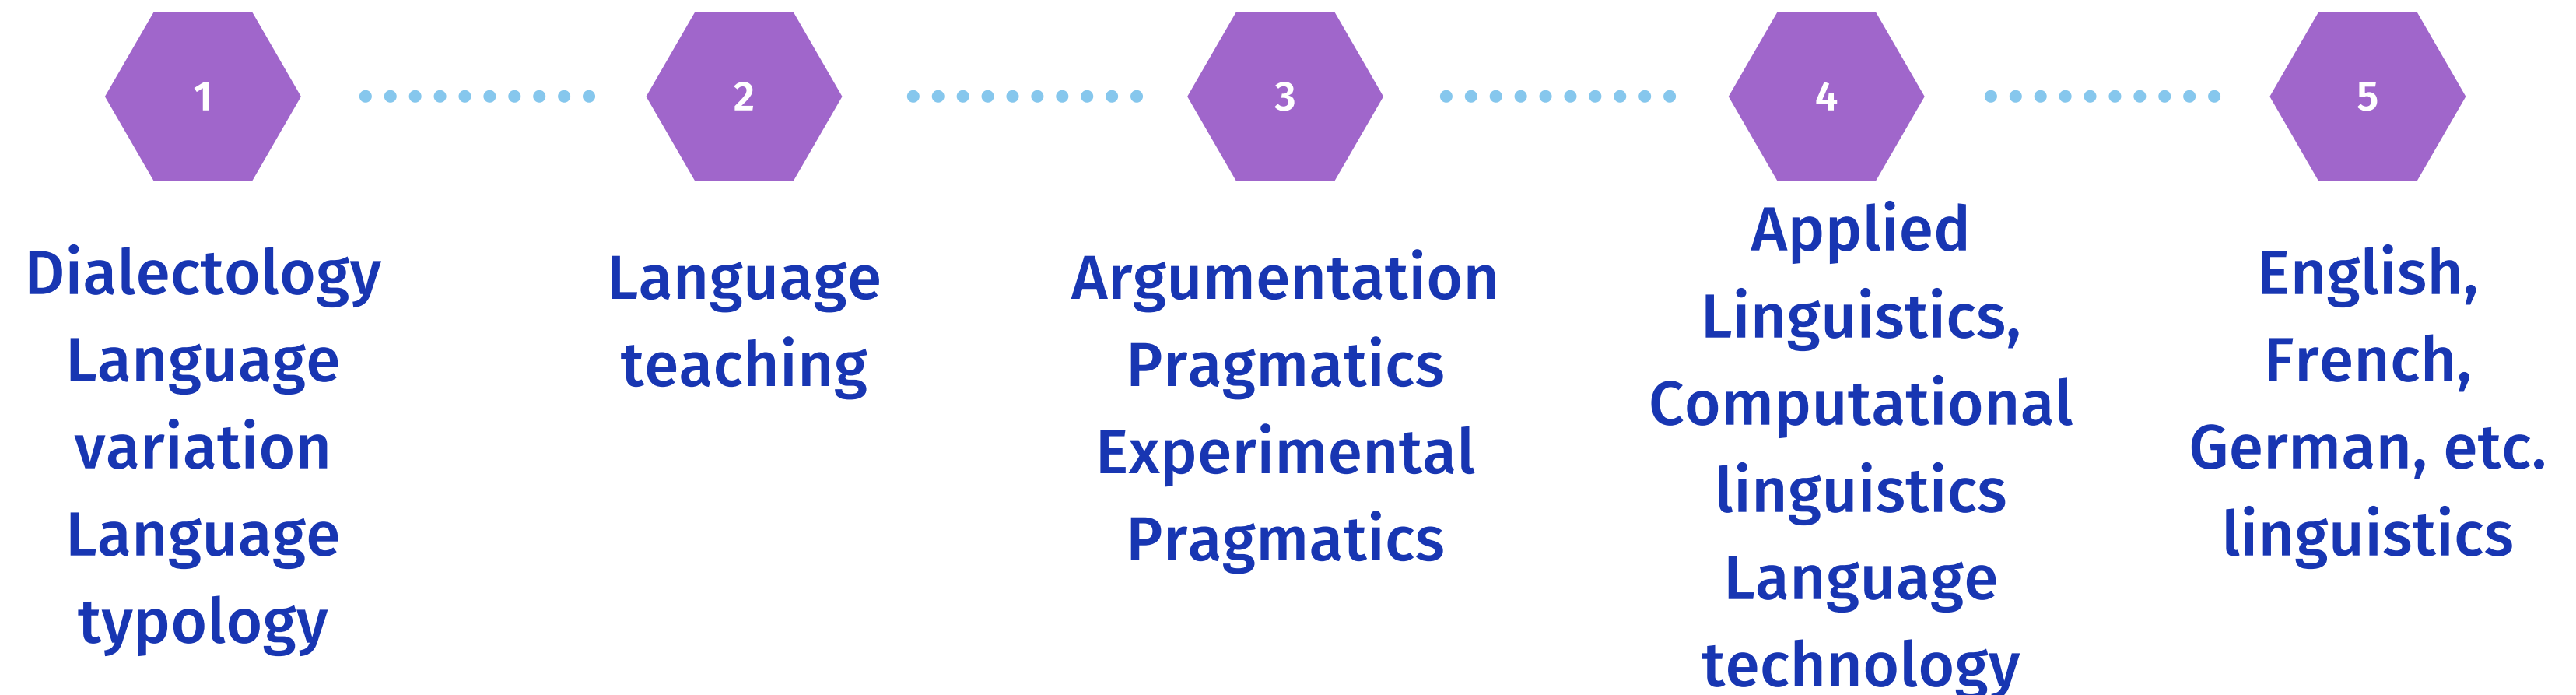 1
Dialectology
Language
variation
Language
typology
2
Language
teaching
3
Argumentation
Pragmatics
Experimental
Pragmatics
4
Applied
Linguistics,
Computational
linguistics
Language
technology
5
English,
French,
German, etc.
linguistics